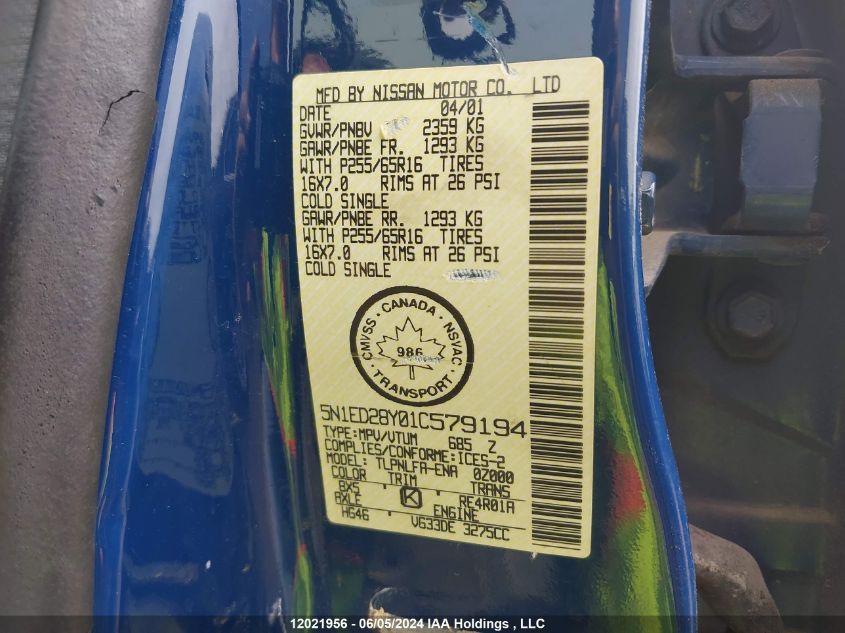 MFD BY NISSAN MOTOR CO. LTD
DATE 04/01
GVWR/PNBV 2359 KG
GAWR/PNBE FR. 1293 KG
WITH P255/65R16 TIRES
16X7.0 RIMS AT 26 PSI
COLD SINGLE
GAWR/PNBE RR. 1293 KG
WITH P255/65R16 TIRES
16X7.0 RIMS AT 26 PSI
COLD SINGLE
CANADA
CMVSS · NSVAC
986
TRANSPORT
5N1ED28Y01C579194
TYPE:MPV/VTUM 685 Z
COMPLIES/CONFORME:ICES-2
MODEL: TLPNLFA-ENA 0Z000
COLOR TRIM TRANS
BX5 K RE4R01A
AXLE ENGINE
HG46 VG33DE 3275CC
12021956 - 06/05/2024 IAA Holdings , LLC